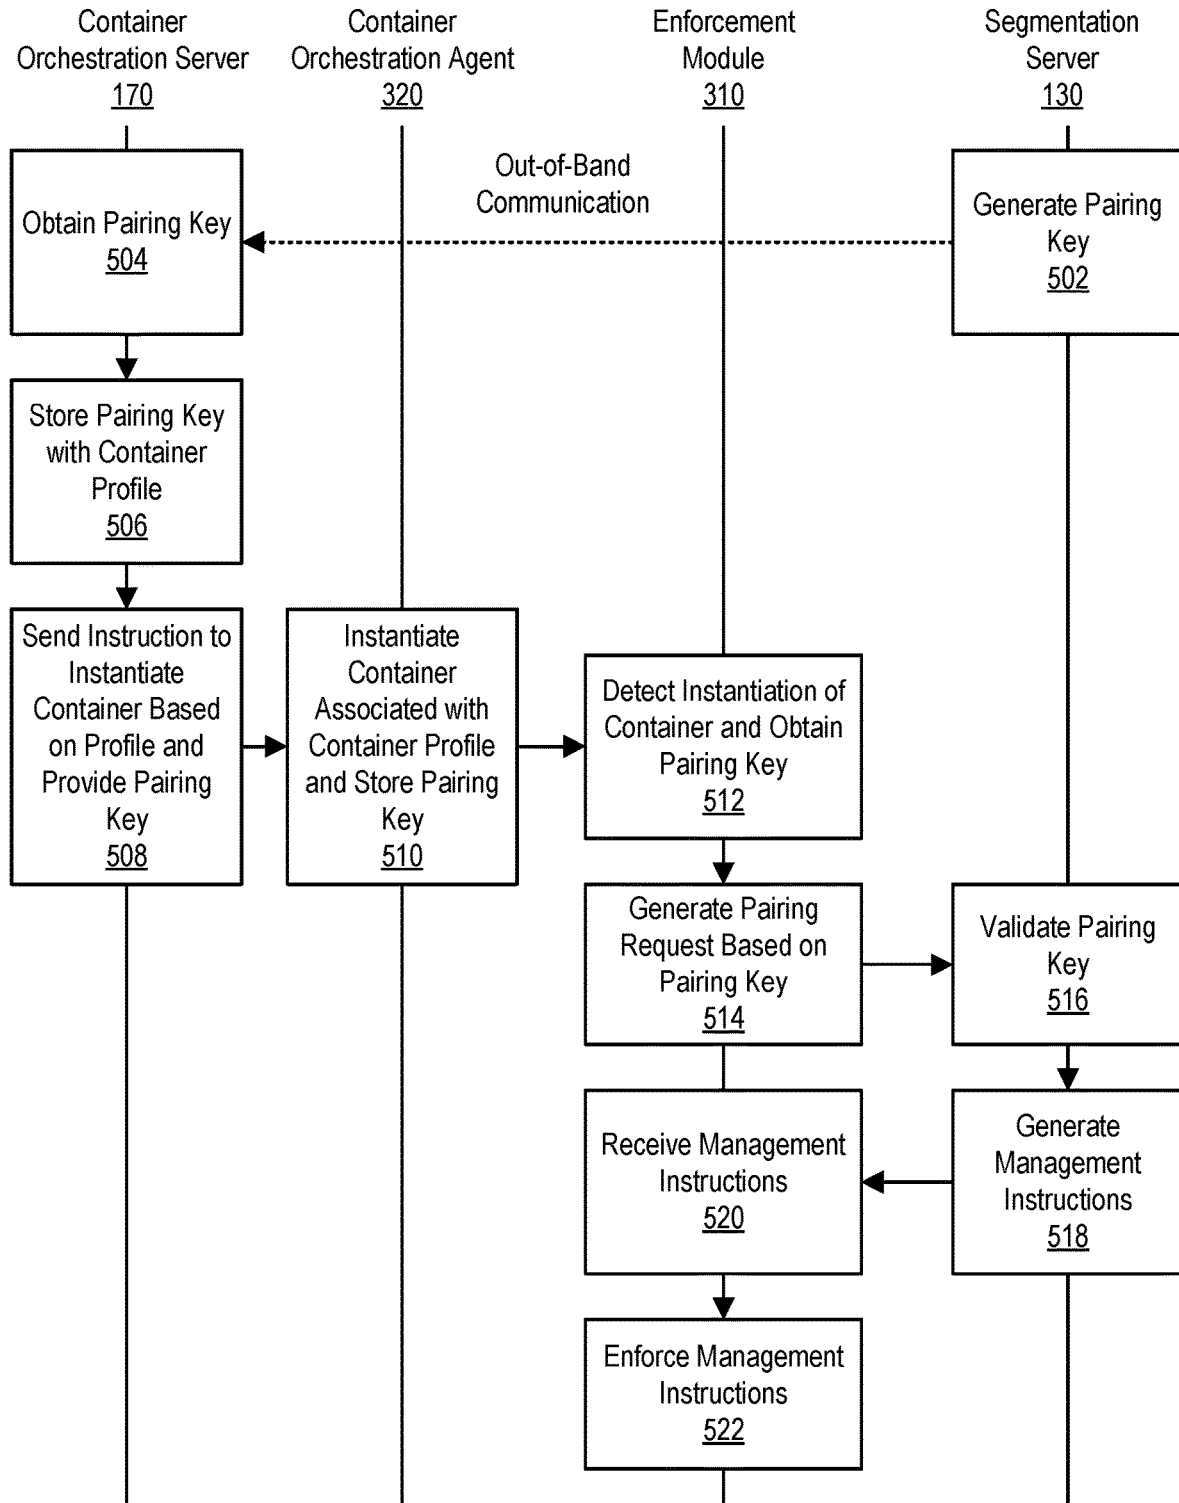 Container
Orchestration Server
170
Container
Orchestration Agent
320
Enforcement
Module
310
Segmentation
Server
130
Out-of-Band
Communication
Obtain Pairing Key
504
Generate Pairing
Key
502
Store Pairing Key
with Container
Profile
506
Send Instruction to
Instantiate
Container Based
on Profile and
Provide Pairing
Key
508
Instantiate
Container
Associated with
Container Profile
and Store Pairing
Key
510
Detect Instantiation of
Container and Obtain
Pairing Key
512
Generate Pairing
Request Based on
Pairing Key
514
Validate Pairing
Key
516
Receive Management
Instructions
520
Generate
Management
Instructions
518
Enforce Management
Instructions
522